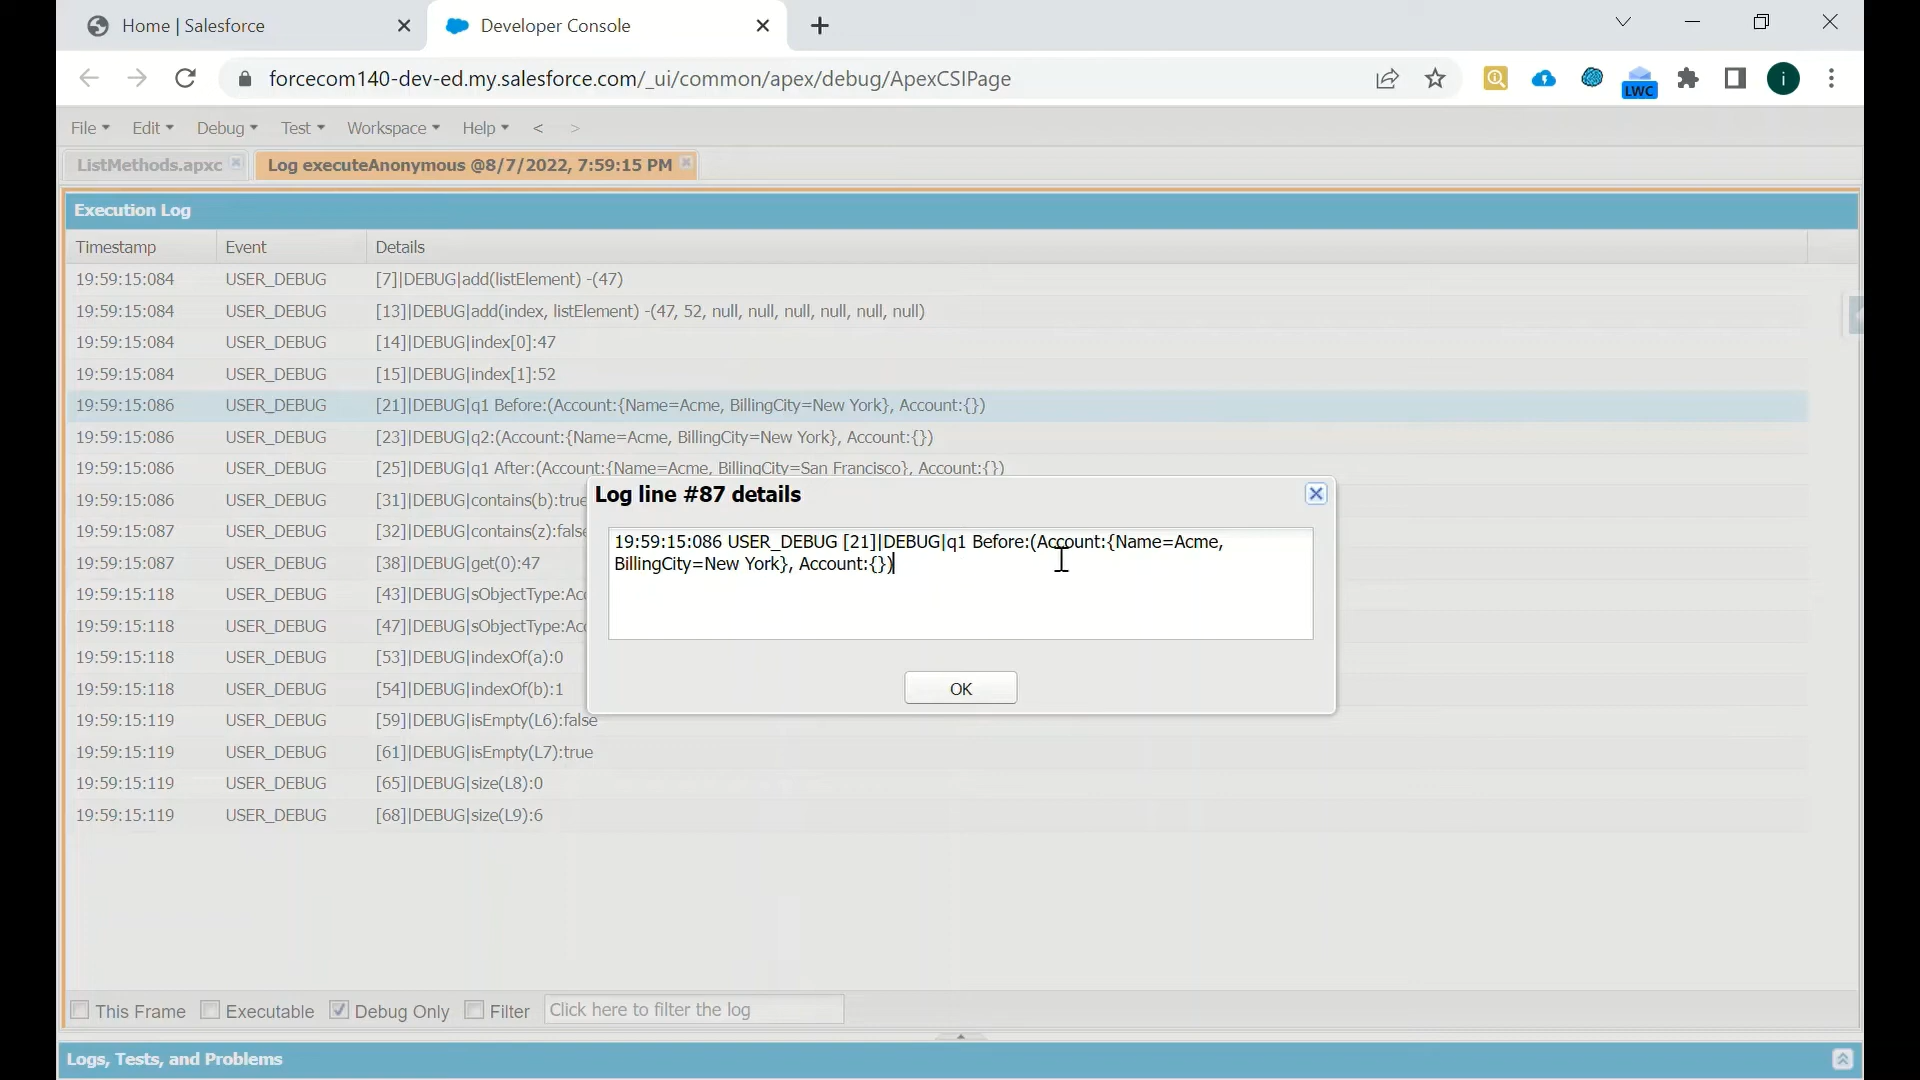 Home | Salesforce
Developer Console
forcecom140-dev-ed.my.salesforce.com/_ui/common/apex/debug/ApexCSIPage
LWC
i
File Edit Debug Test Workspace Help < >
ListMethods.apxc
Log executeAnonymous @8/7/2022, 7:59:15 PM
Execution Log
Timestamp Event Details
19:59:15:084 USER_DEBUG [7]|DEBUG|add(listElement) -(47)
19:59:15:084 USER_DEBUG [13]|DEBUG|add(index, listElement) -(47, 52, null, null, null, null, null, null)
19:59:15:084 USER_DEBUG [14]|DEBUG|index[0]:47
19:59:15:084 USER_DEBUG [15]|DEBUG|index[1]:52
19:59:15:086 USER_DEBUG [21]|DEBUG|q1 Before:(Account:{Name=Acme, BillingCity=New York}, Account:{})
19:59:15:086 USER_DEBUG [23]|DEBUG|q2:(Account:{Name=Acme, BillingCity=New York}, Account:{})
19:59:15:086 USER_DEBUG [25]|DEBUG|q1 After:(Account:{Name=Acme, BillingCity=San Francisco}, Account:{})
19:59:15:086 USER_DEBUG [31]|DEBUG|contains(b):true
19:59:15:087 USER_DEBUG [32]|DEBUG|contains(z):false
19:59:15:087 USER_DEBUG [38]|DEBUG|get(0):47
19:59:15:118 USER_DEBUG [43]|DEBUG|sObjectType:Acc
19:59:15:118 USER_DEBUG [47]|DEBUG|sObjectType:Acc
19:59:15:118 USER_DEBUG [53]|DEBUG|indexOf(a):0
19:59:15:118 USER_DEBUG [54]|DEBUG|indexOf(b):1
19:59:15:119 USER_DEBUG [59]|DEBUG|isEmpty(L6):false
19:59:15:119 USER_DEBUG [61]|DEBUG|isEmpty(L7):true
19:59:15:119 USER_DEBUG [65]|DEBUG|size(L8):0
19:59:15:119 USER_DEBUG [68]|DEBUG|size(L9):6
Log line #87 details
19:59:15:086 USER_DEBUG [21]|DEBUG|q1 Before:(Account:{Name=Acme,
BillingCity=New York}, Account:{})
OK
This Frame Executable Debug Only Filter Click here to filter the log
Logs, Tests, and Problems